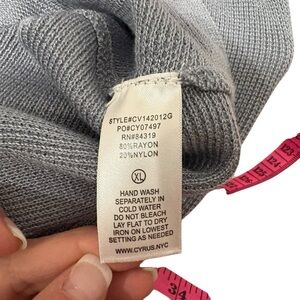 STYLE#CV142012G
PO#CY07497
RN#84319
80%RAYON
20%NYLON
XL
HAND WASH
SEPARATELY IN
COLD WATER
DO NOT BLEACH
LAY FLAT TO DRY
IRON ON LOWEST
SETTING AS NEEDED
WWW.CYRUS.NYC
34